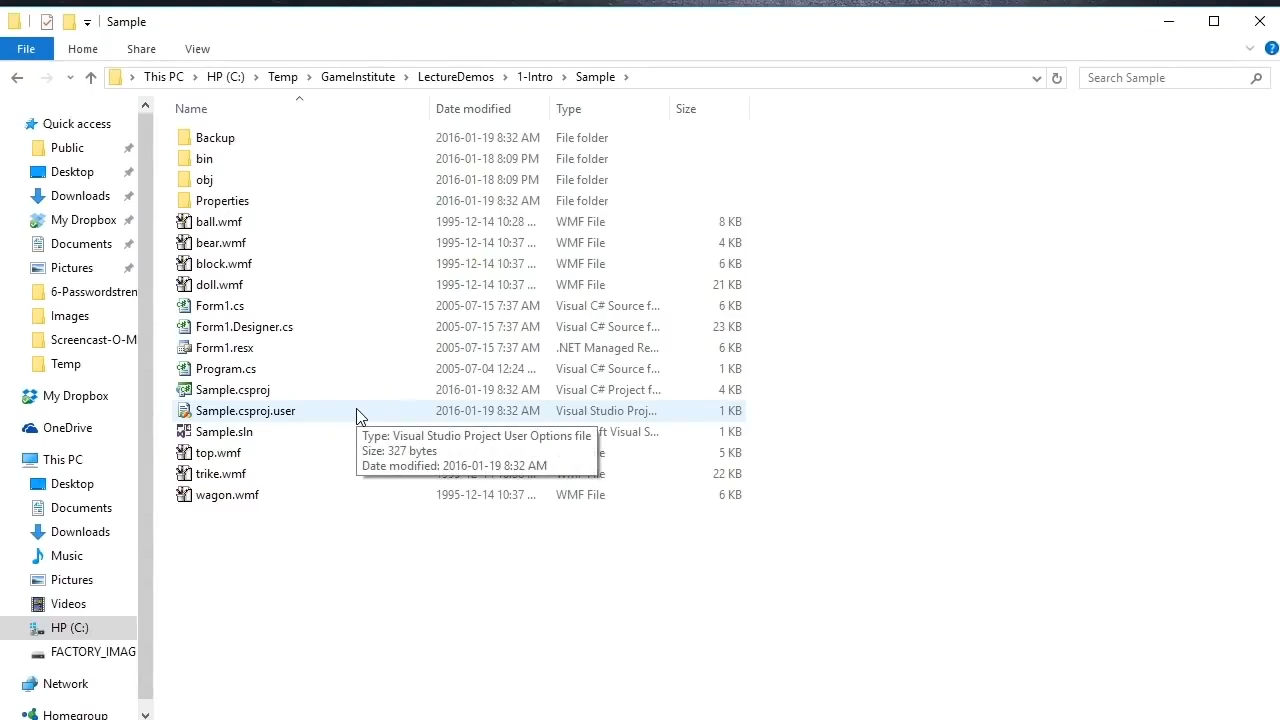 Sample
File Home Share View
This PC HP (C:) Temp GameInstitute LectureDemos 1-Intro Sample
Search Sample
Name Date modified Type Size
Quick access
Public
Desktop
Downloads
My Dropbox
Documents
Pictures
6-Passwordstren
Images
Screencast-O-M
Temp
My Dropbox
OneDrive
This PC
Desktop
Documents
Downloads
Music
Pictures
Videos
HP (C:)
FACTORY_IMAG
Network
Homegroup
Backup 2016-01-19 8:32 AM File folder
bin 2016-01-18 8:09 PM File folder
obj 2016-01-18 8:09 PM File folder
Properties 2016-01-19 8:32 AM File folder
ball.wmf 1995-12-14 10:28 ... WMF File 8 KB
bear.wmf 1995-12-14 10:37 ... WMF File 4 KB
block.wmf 1995-12-14 10:37 ... WMF File 6 KB
doll.wmf 1995-12-14 10:37 ... WMF File 21 KB
Form1.cs 2005-07-15 7:37 AM Visual C# Source f... 6 KB
Form1.Designer.cs 2005-07-15 7:37 AM Visual C# Source f... 23 KB
Form1.resx 2005-07-15 7:37 AM .NET Managed Re... 6 KB
Program.cs 2005-07-04 12:24 ... Visual C# Source f... 1 KB
Sample.csproj 2016-01-19 8:32 AM Visual C# Project f... 4 KB
Sample.csproj.user 2016-01-19 8:32 AM Visual Studio Proj... 1 KB
Sample.sln Visual S... 1 KB
top.wmf 5 KB
trike.wmf 22 KB
wagon.wmf 1995-12-14 10:37 ... WMF File 6 KB
Type: Visual Studio Project User Options file
Size: 327 bytes
Date modified: 2016-01-19 8:32 AM